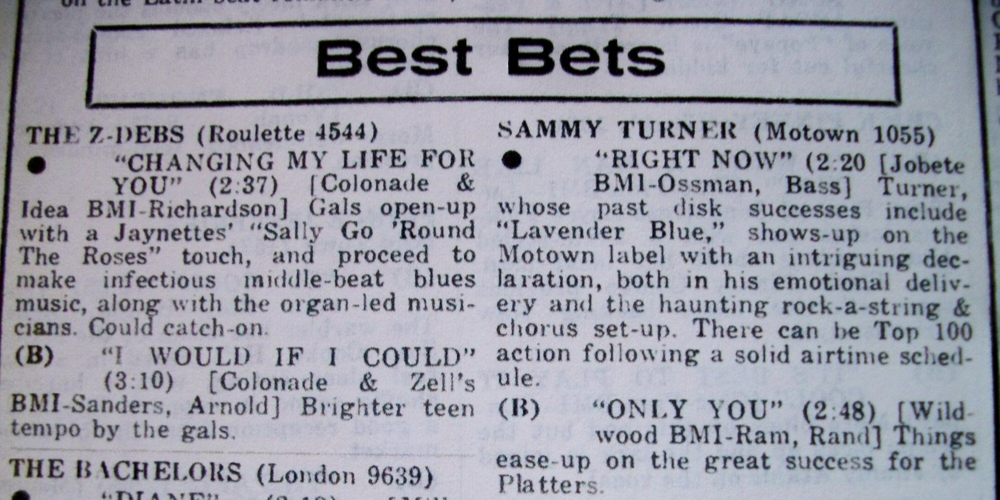 on the Latin beat
Best Bets
THE Z-DEBS (Roulette 4544)
● "CHANGING MY LIFE FOR
YOU" (2:37) [Colonade &
Idea BMI-Richardson] Gals open-up
with a Jaynettes' "Sally Go 'Round
The Roses" touch, and proceed to
make infectious middle-beat blues
music, along with the organ-led musi-
cians. Could catch-on.
(B) "I WOULD IF I COULD"
(3:10) [Colonade & Zell's
BMI-Sanders, Arnold] Brighter teen
tempo by the gals.
THE BACHELORS (London 9639)
"DIANE"
SAMMY TURNER (Motown 1055)
● "RIGHT NOW" (2:20 [Jobete
BMI-Ossman, Bass] Turner,
whose past disk successes include
"Lavender Blue," shows-up on the
Motown label with an intriguing dec-
laration, both in his emotional deliv-
ery and the haunting rock-a-string &
chorus set-up. There can be Top 100
action following a solid airtime sched-
ule.
(B) "ONLY YOU" (2:48) [Wild-
wood BMI-Ram, Rand] Things
ease-up on the great success for the
Platters.